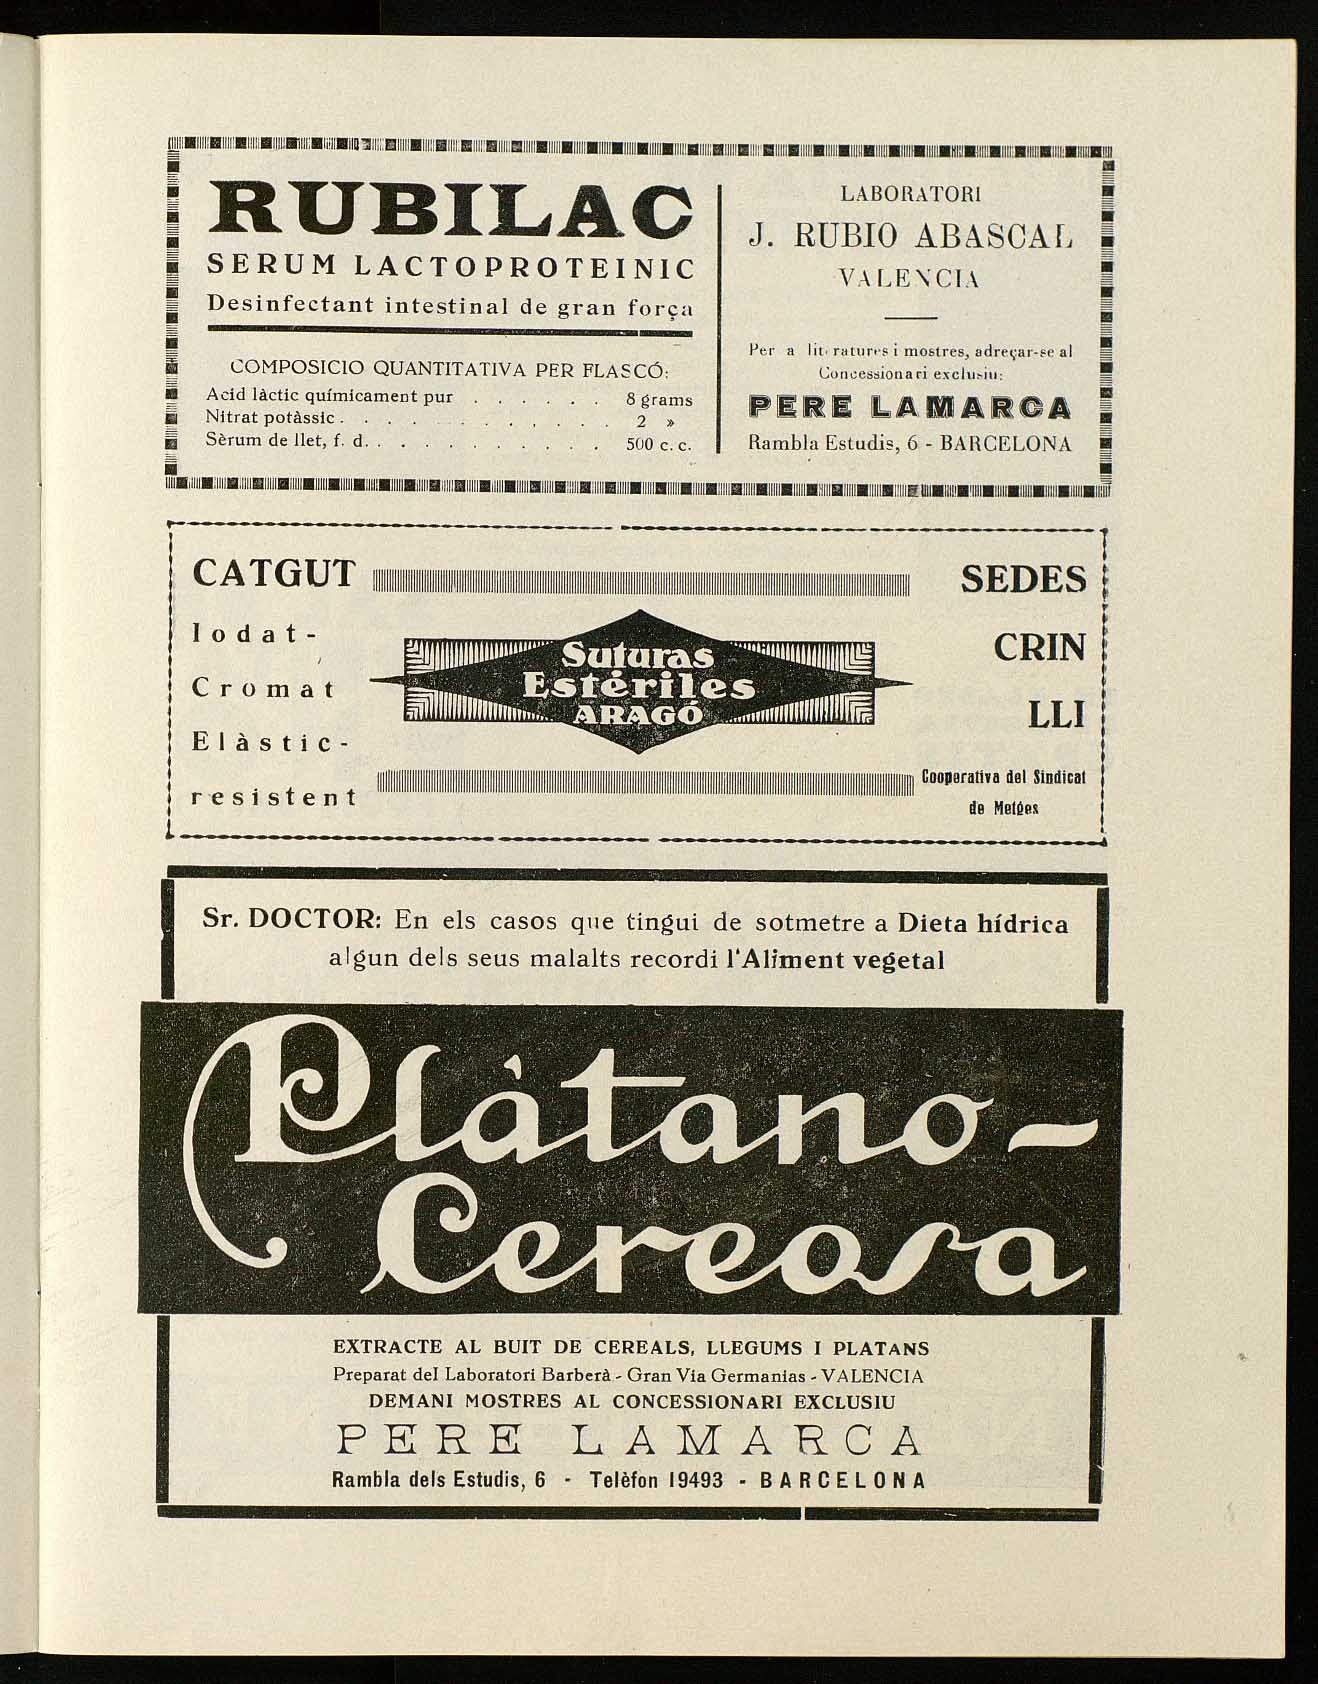 RUBILAC
SERUM LACTOPROTEINIC
Desinfectant intestinal de gran força
COMPOSICIO QUANTITATIVA PER FLASCÓ:
Acid làctic químicament pur . . . . . . 8 grams
Nitrat potàssic . . . . . . . . . . . 2 »
Sèrum de llet, f. d. . . . . . . . . . . 500 c. c.
LABORATORI
J. RUBIO ABASCAL
VALENCIA
Per a literatures i mostres, adreçar-se al
Concessionari exclusiu:
PERE LAMARCA
Rambla Estudis, 6 - BARCELONA
CATGUT
Iodat-
Cromat
Elàstic-
resistent
Suturas
Estériles
ARAGÓ
SEDES
CRIN
LLI
Cooperativa del Sindicat
de Metges
Sr. DOCTOR: En els casos que tingui de sotmetre a Dieta hídrica
algun dels seus malalts recordi l'Aliment vegetal
Plàtano-
Cereosa
EXTRACTE AL BUIT DE CEREALS, LLEGUMS I PLATANS
Preparat del Laboratori Barberà - Gran Via Germanias - VALENCIA
DEMANI MOSTRES AL CONCESSIONARI EXCLUSIU
PERE LAMARCA
Rambla dels Estudis, 6 - Telèfon 19493 - BARCELONA